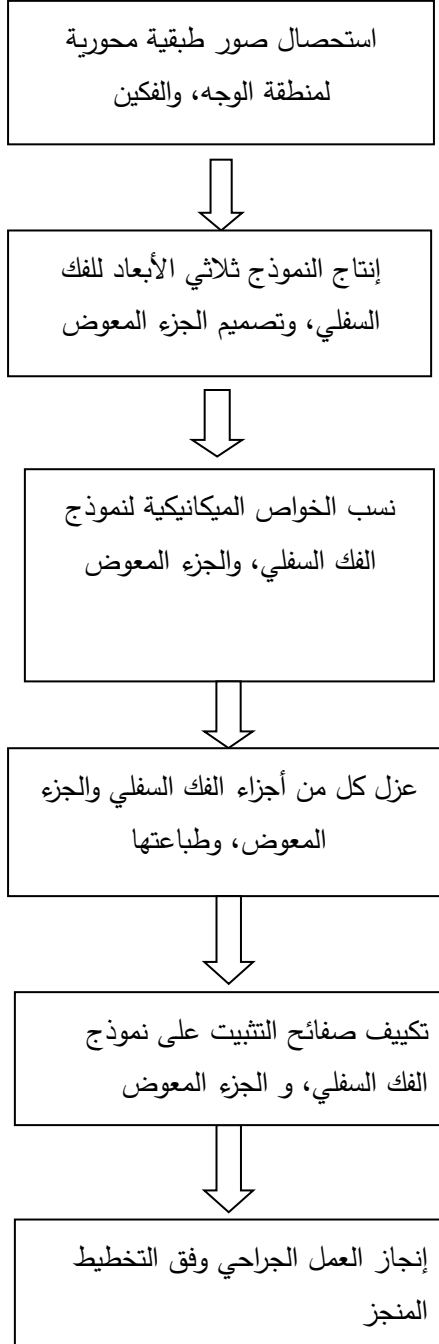 استحصال صور طبقية محورية
لمنطقة الوجه، والفكين
إنتاج النموذج ثلاثي الأبعاد للفك
السفلي، وتصميم الجزء المعوض
نسب الخواص الميكانيكية لنموذج
الفك السفلي، والجزء المعوض
عزل كل من أجزاء الفك السفلي والجزء
المعوض، وطباعتها
تكييف صفائح التثبيت على نموذج
الفك السفلي، و الجزء المعوض
إنجاز العمل الجراحي وفق التخطيط
المنجز